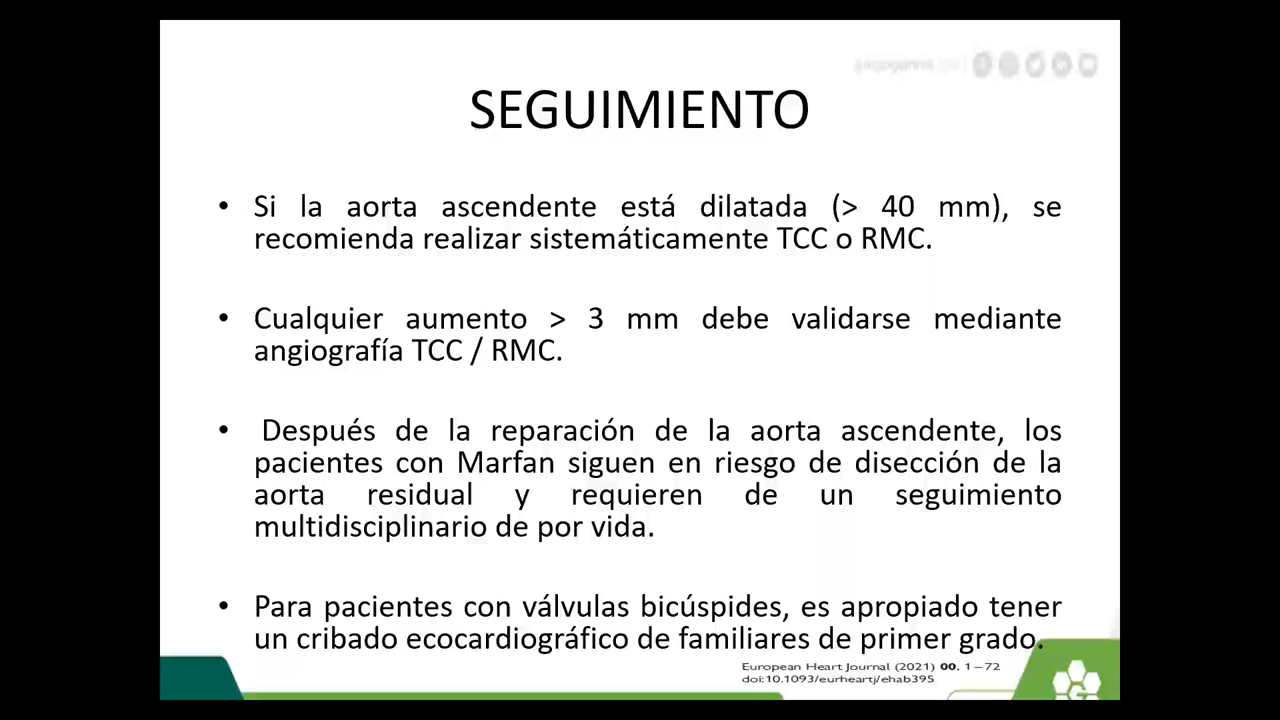 SEGUIMIENTO
• Si la aorta ascendente está dilatada (> 40 mm), se
recomienda realizar sistemáticamente TCC o RMC.
• Cualquier aumento > 3 mm debe validarse mediante
angiografía TCC / RMC.
• Después de la reparación de la aorta ascendente, los
pacientes con Marfan siguen en riesgo de disección de la
aorta residual y requieren de un seguimiento
multidisciplinario de por vida.
• Para pacientes con válvulas bicúspides, es apropiado tener
un cribado ecocardiográfico de familiares de primer grado.
European Heart Journal (2021) 00, 1–72
doi:10.1093/eurheartj/ehab395